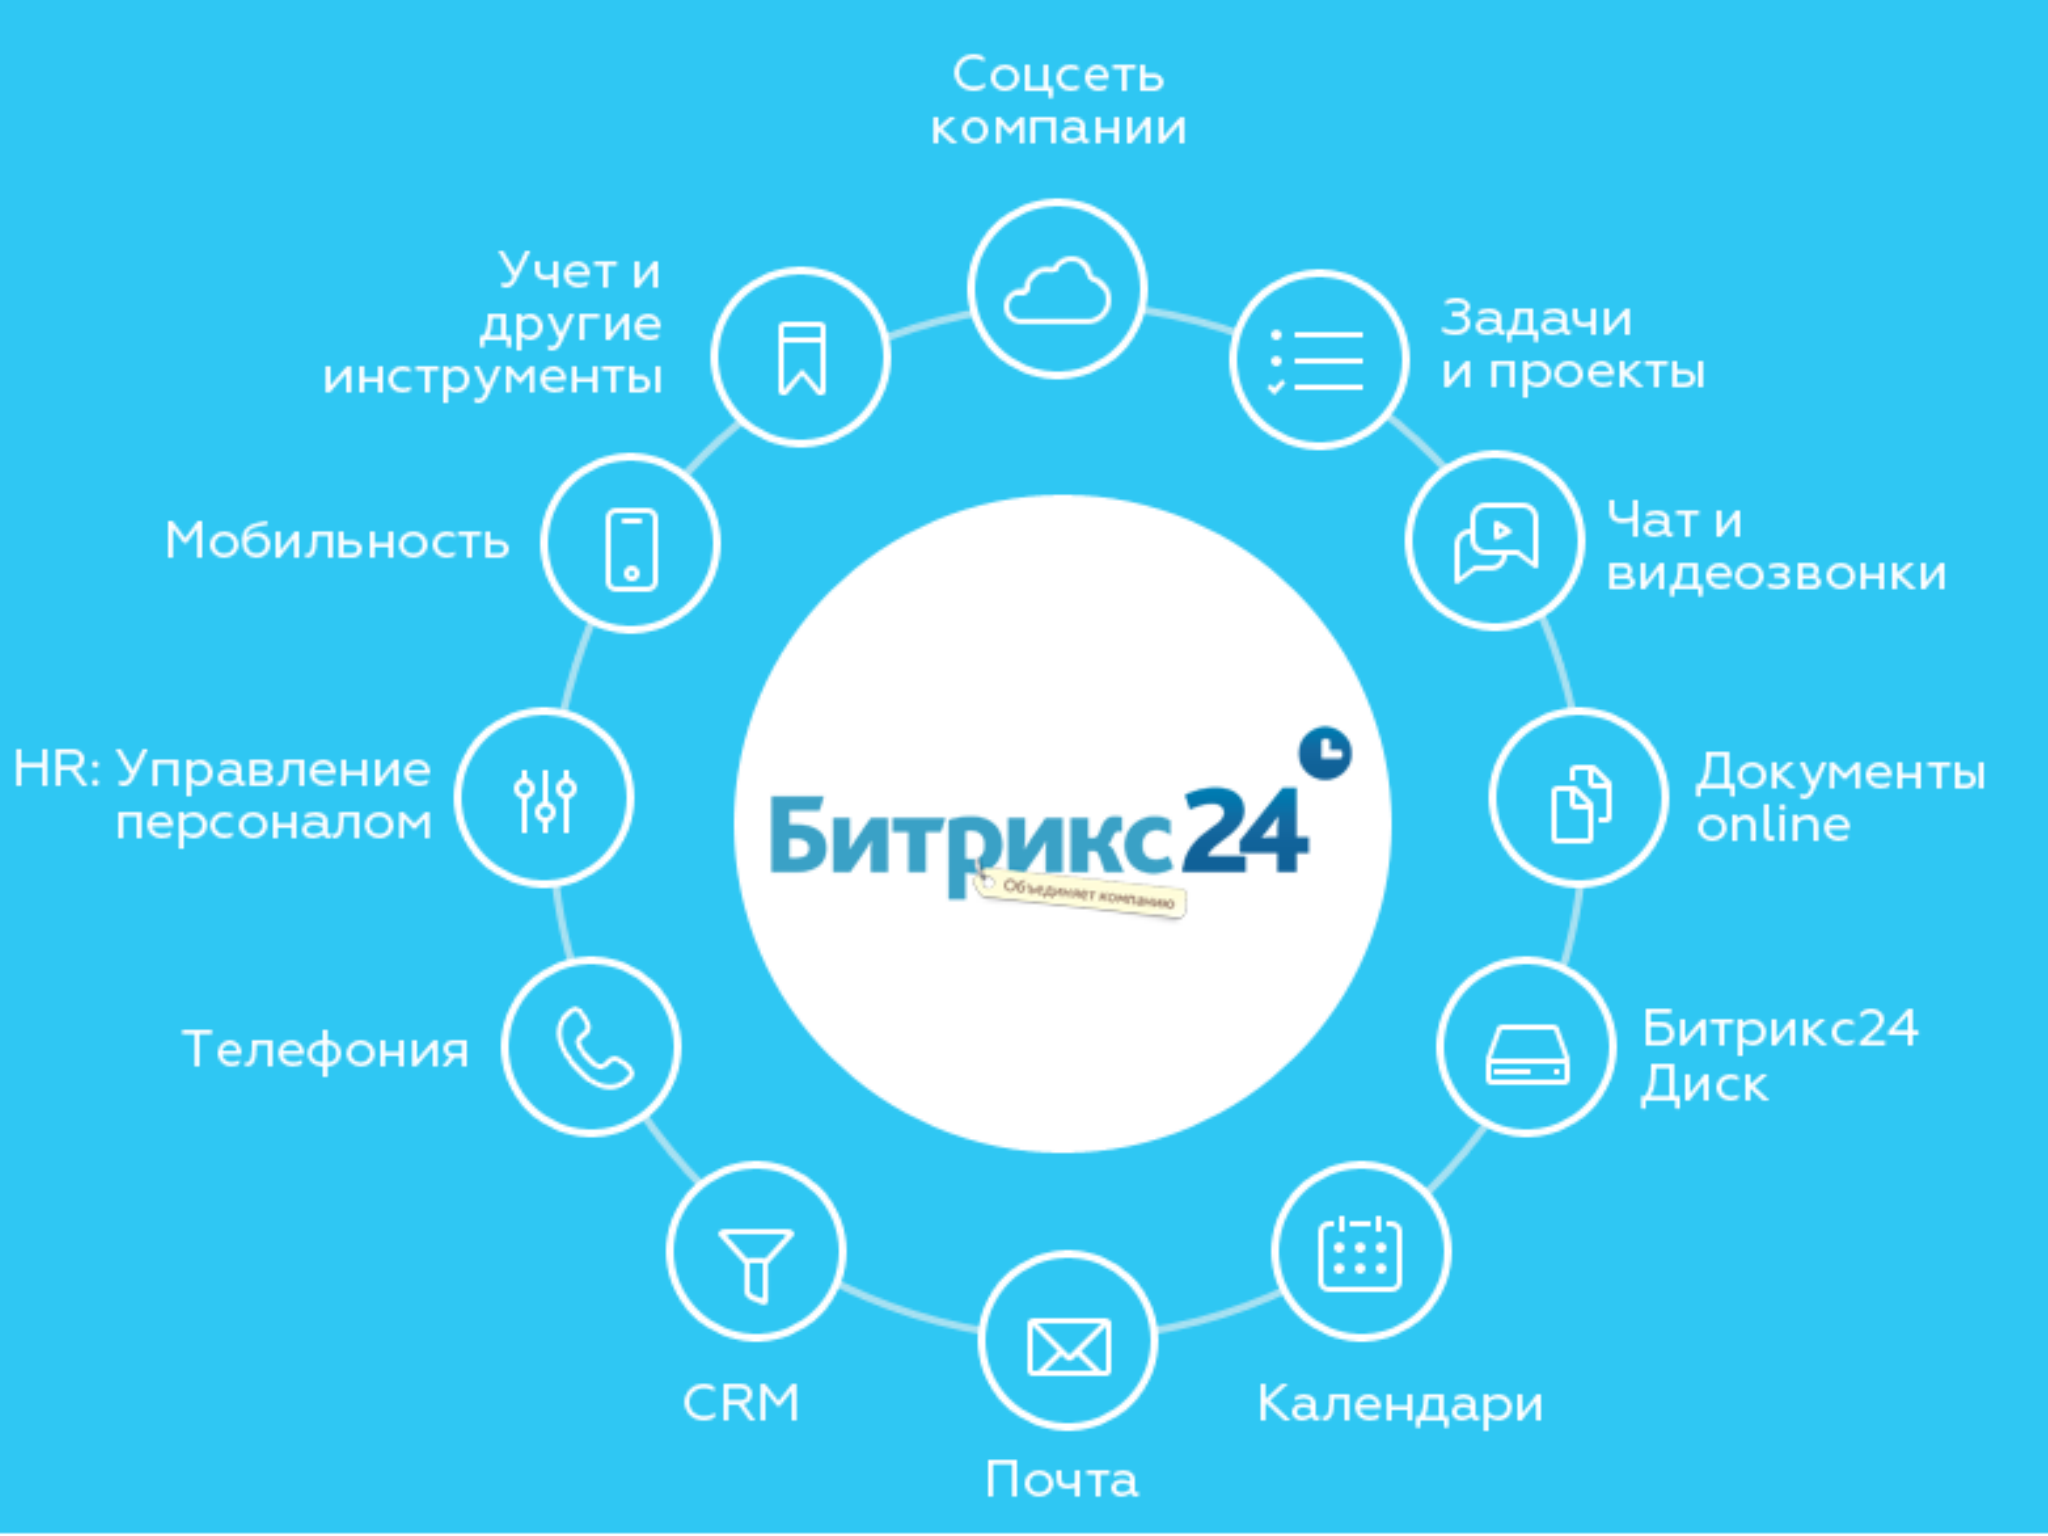 Соцсеть
компании
Задачи
и проекты
Чат и
видеозвонки
Документы
online
Битрикс24
Диск
Календари
Почта
CRM
Телефония
HR: Управление
персоналом
Мобильность
Учет и
другие
инструменты
Битрикс24
Объединяет компанию